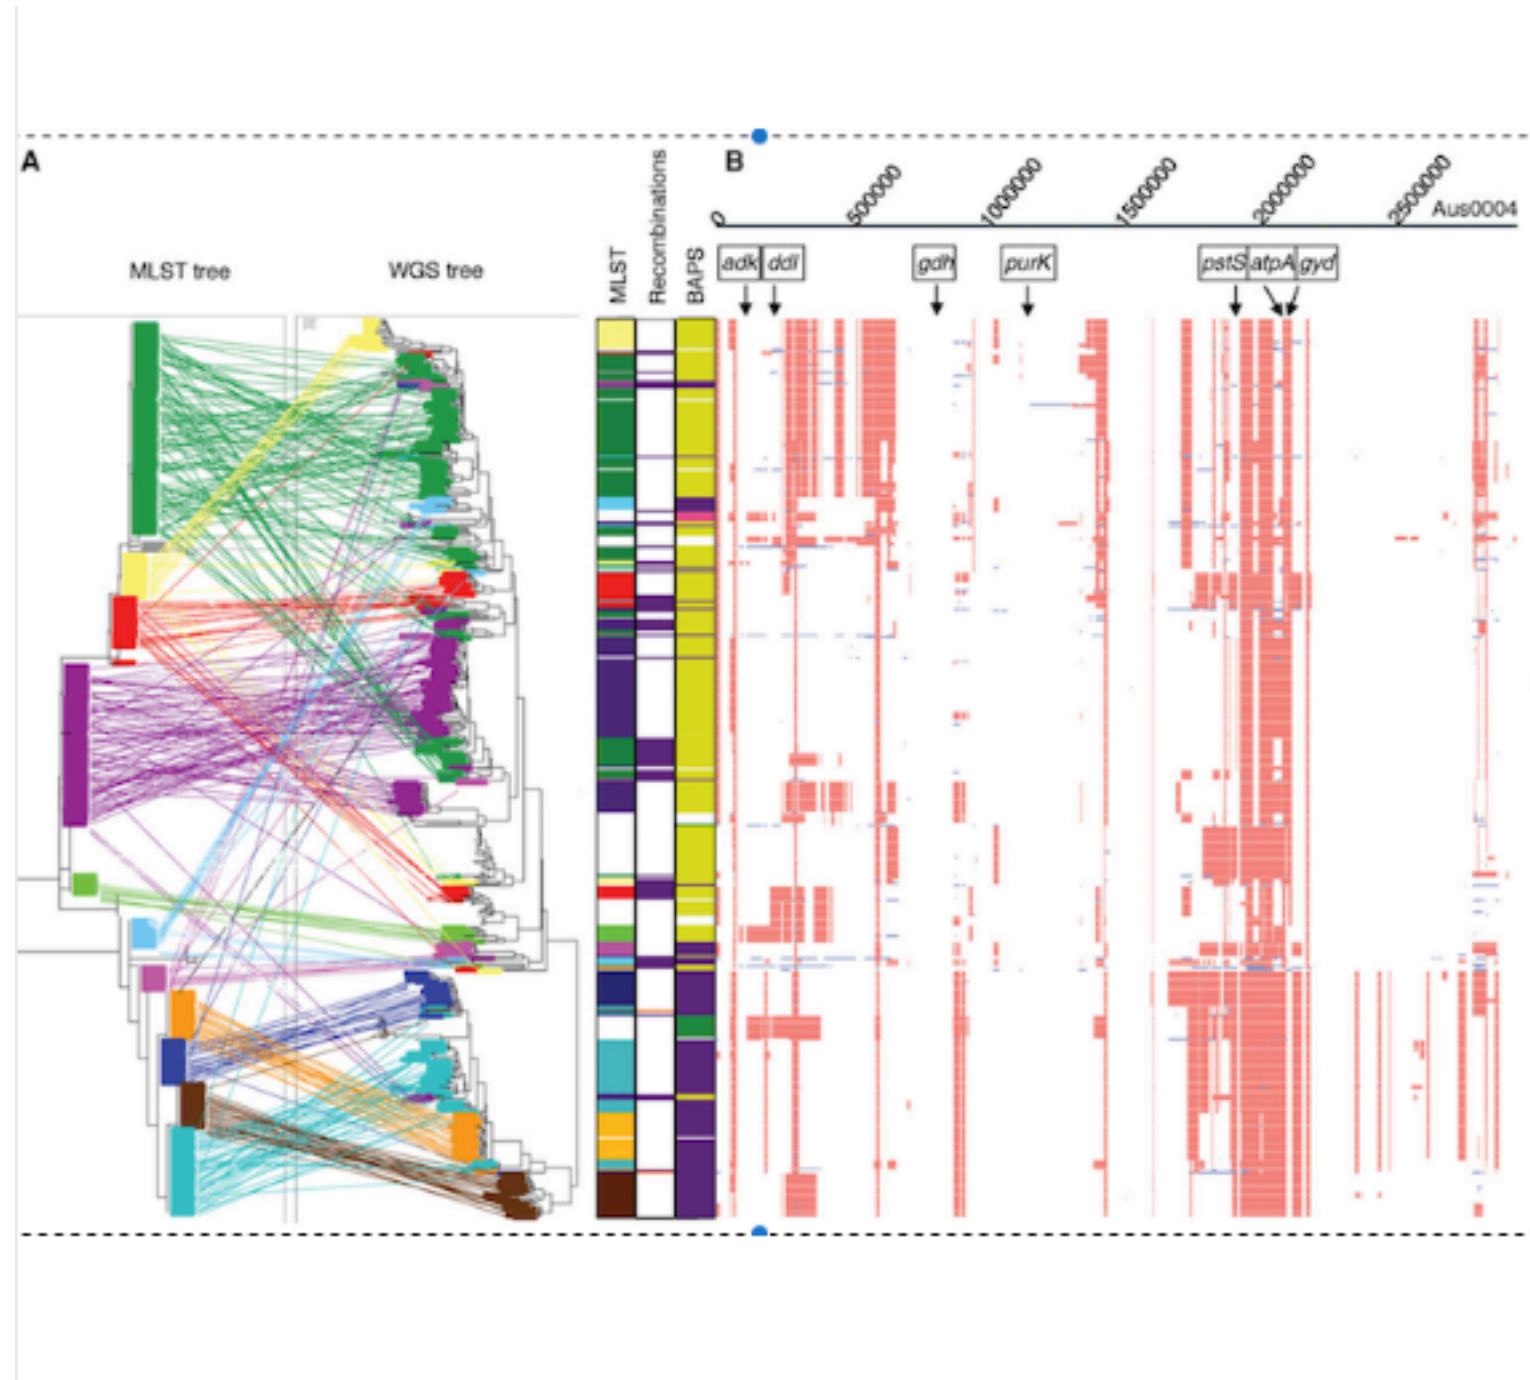 A
B
MLST tree
WGS tree
MLST
Recombinations
BAPS
0
500000
1000000
1500000
2000000
2500000
Aus0004
adk
ddl
gdh
purK
pstS
atpA
gyd